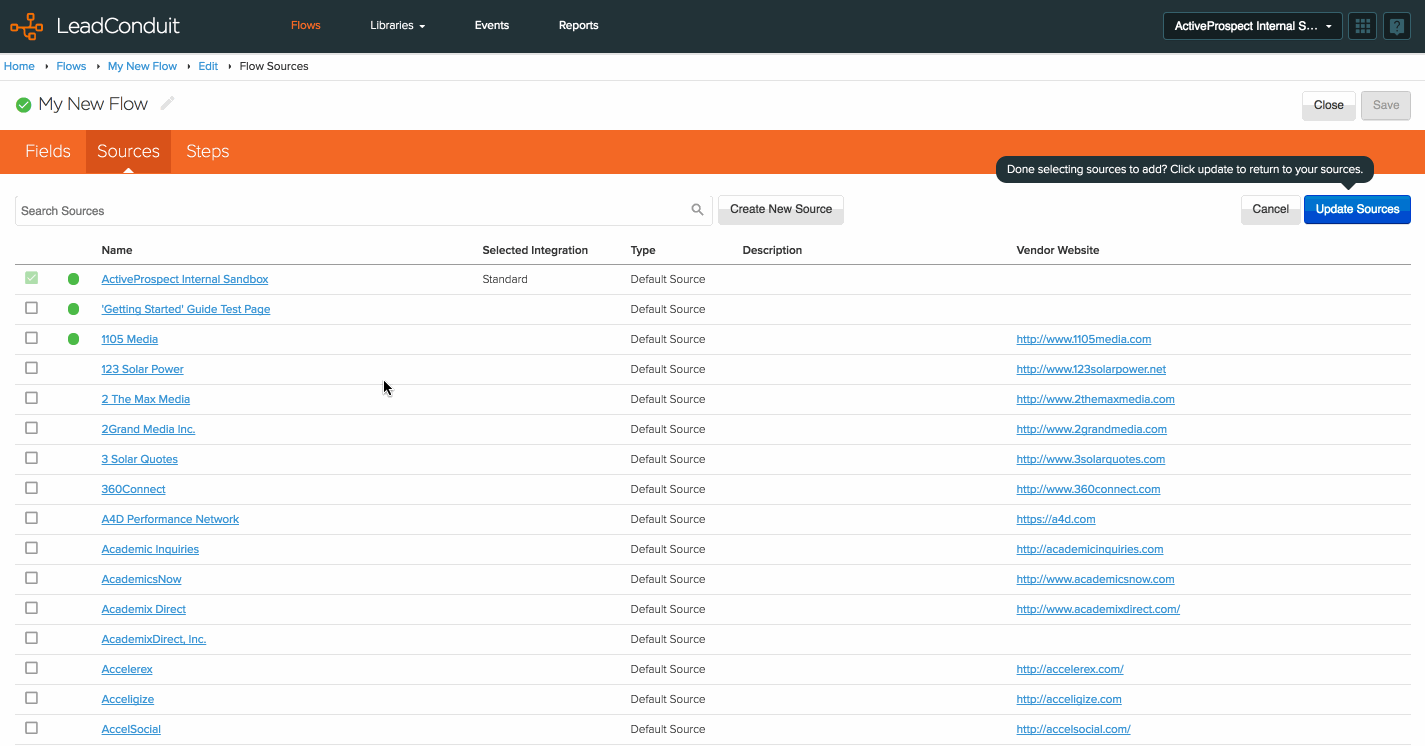 LeadConduit Flows Libraries Events Reports ActiveProspect Internal S...
Home Flows My New Flow Edit Flow Sources
My New Flow Close Save
Fields Sources Steps
Done selecting sources to add? Click update to return to your sources.
Search Sources Create New Source Cancel Update Sources
Name Selected Integration Type Description Vendor Website
ActiveProspect Internal Sandbox Standard Default Source
'Getting Started' Guide Test Page Default Source
1105 Media Default Source http://www.1105media.com
123 Solar Power Default Source http://www.123solarpower.net
2 The Max Media Default Source http://www.2themaxmedia.com
2Grand Media Inc. Default Source http://www.2grandmedia.com
3 Solar Quotes Default Source http://www.3solarquotes.com
360Connect Default Source http://www.360connect.com
A4D Performance Network Default Source https://a4d.com
Academic Inquiries Default Source http://academicinquiries.com
AcademicsNow Default Source http://www.academicsnow.com
Academix Direct Default Source http://www.academixdirect.com/
AcademixDirect, Inc. Default Source
Accelerex Default Source http://accelerex.com/
Acceligize Default Source http://acceligize.com
AccelSocial Default Source http://accelsocial.com/